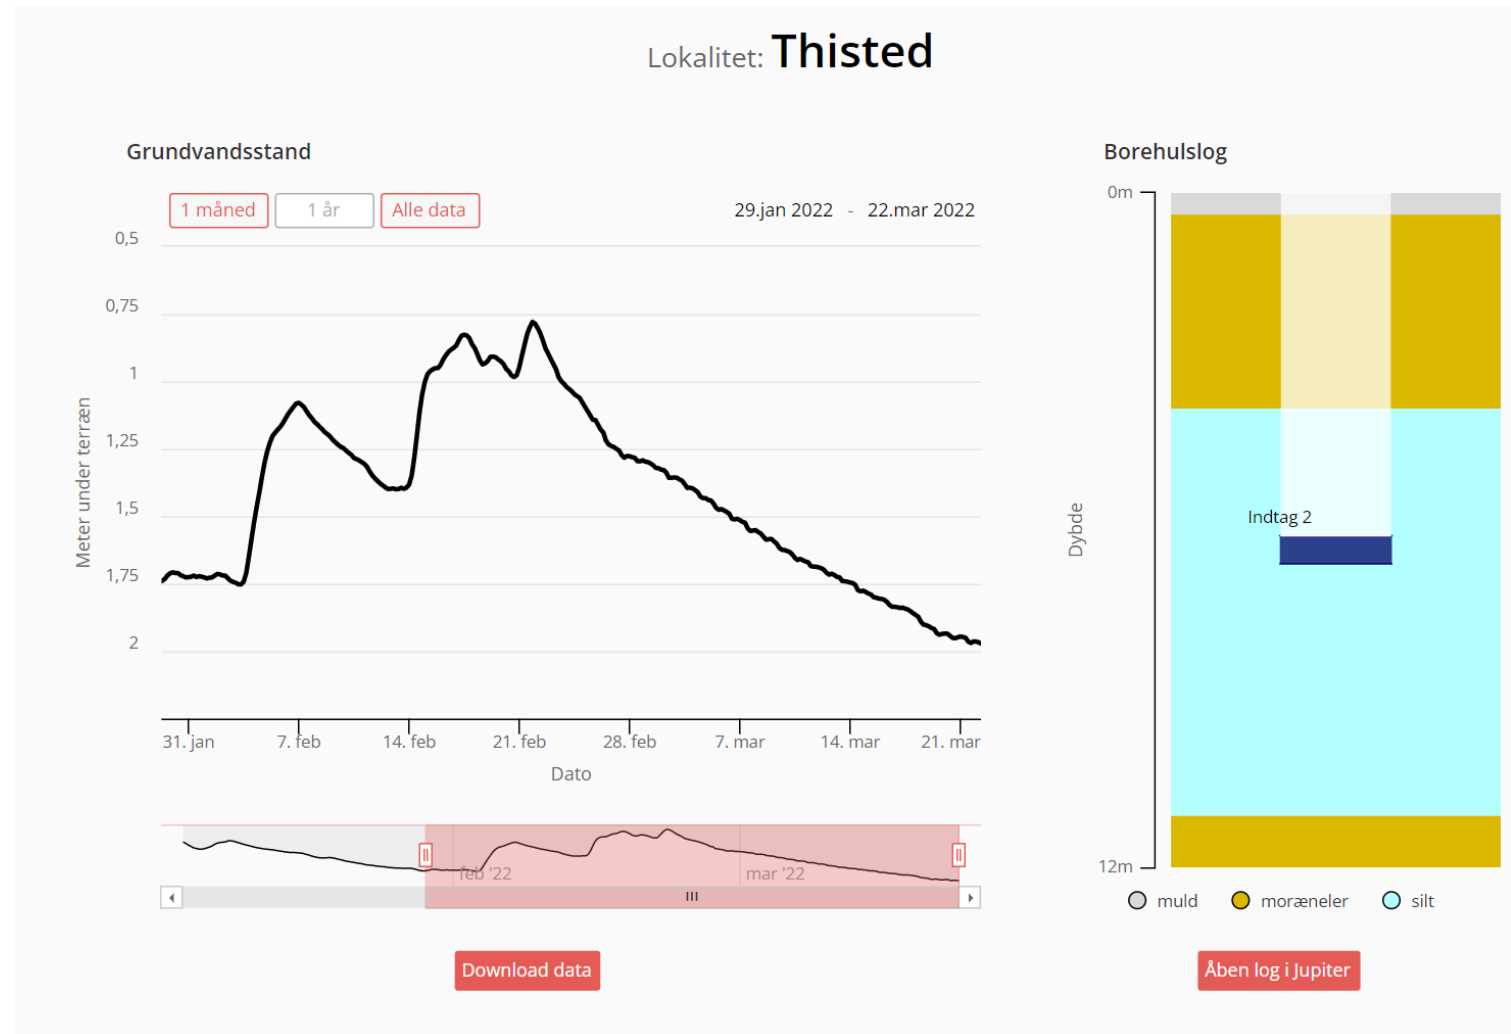 Lokalitet: Thisted
Grundvandsstand
1 måned 1 år Alle data 29.jan 2022 - 22.mar 2022
0,5
0,75
1
1,25
1,5
1,75
2
Meter under terræn
31. jan 7. feb 14. feb 21. feb 28. feb 7. mar 14. mar 21. mar
Dato
feb '22 mar '22
Download data
Borehulslog
0m
Dybde
Indtag 2
12m
muld moræneler silt
Åben log i Jupiter